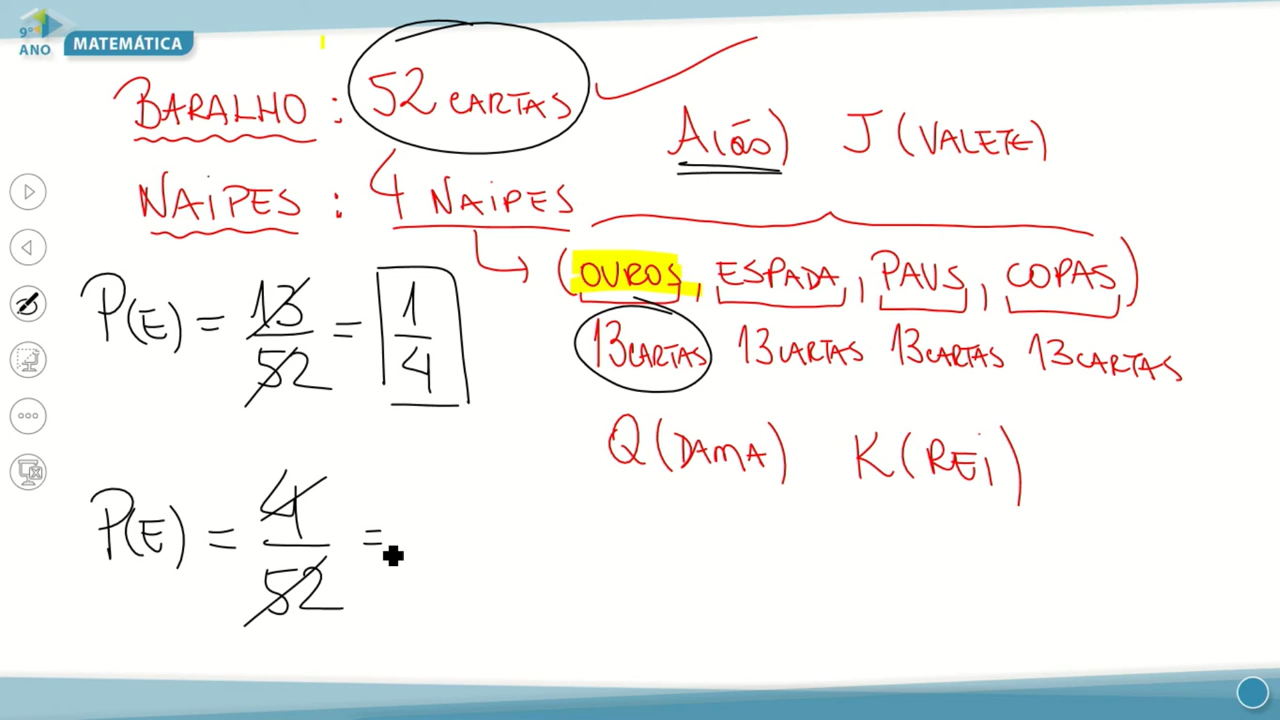 9º ANO MATEMÁTICA
BARALHO : 52 CARTAS
A(ÁS) J (VALETE)
NAIPES : 4 NAIPES
(OUROS, ESPADA, PAUS, COPAS)
13 CARTAS 13 CARTAS 13 CARTAS 13 CARTAS
P(E) = 13/52 = 1/4
Q (DAMA) K (REI)
P(E) = 4/52 =